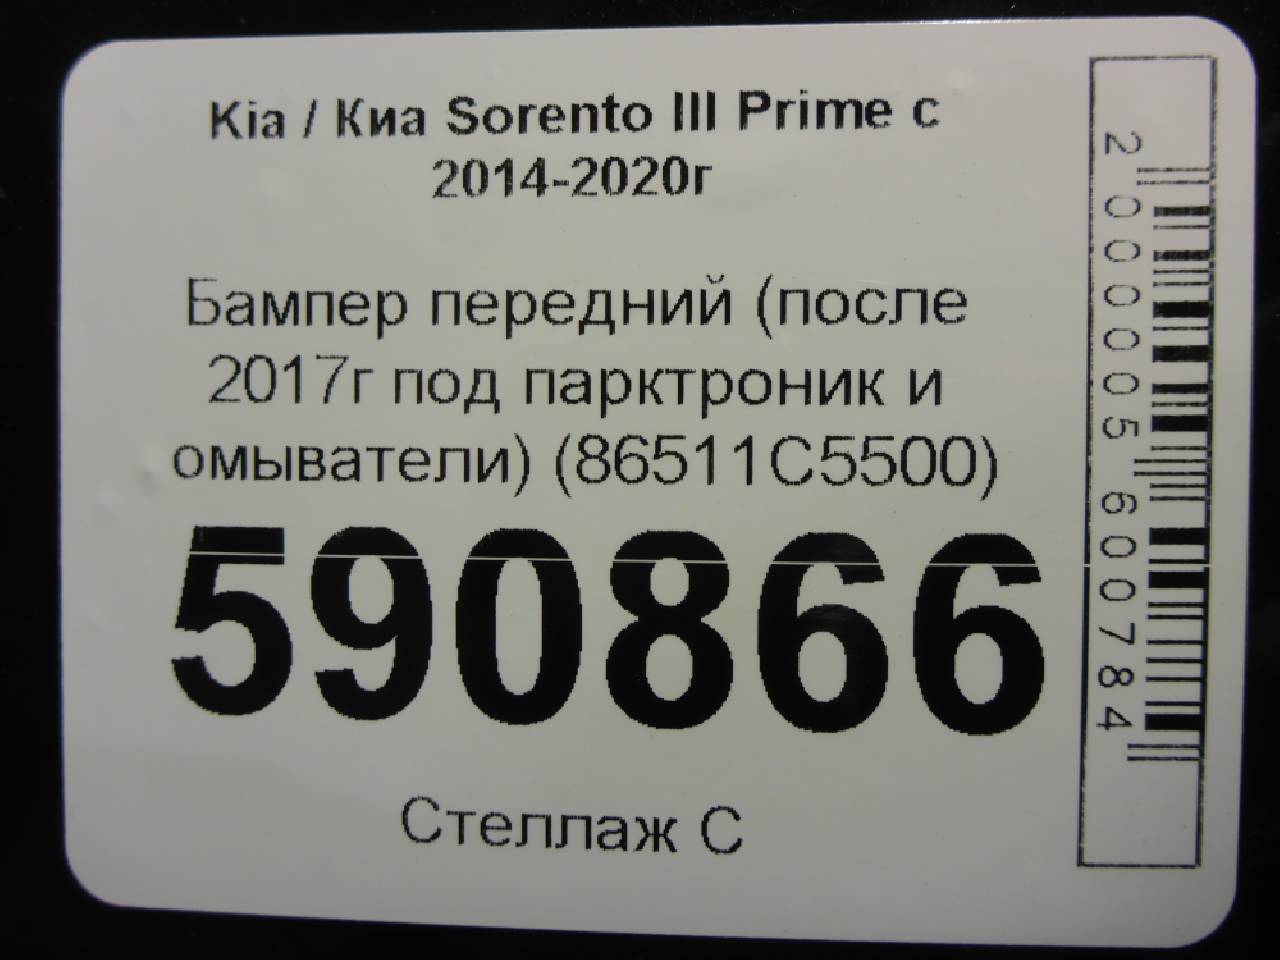 Kia / Киа Sorento III Prime с
2014-2020г
Бампер передний (после
2017г под парктроник и
омыватели) (86511C5500)
590866
Стеллаж С
2000005600784